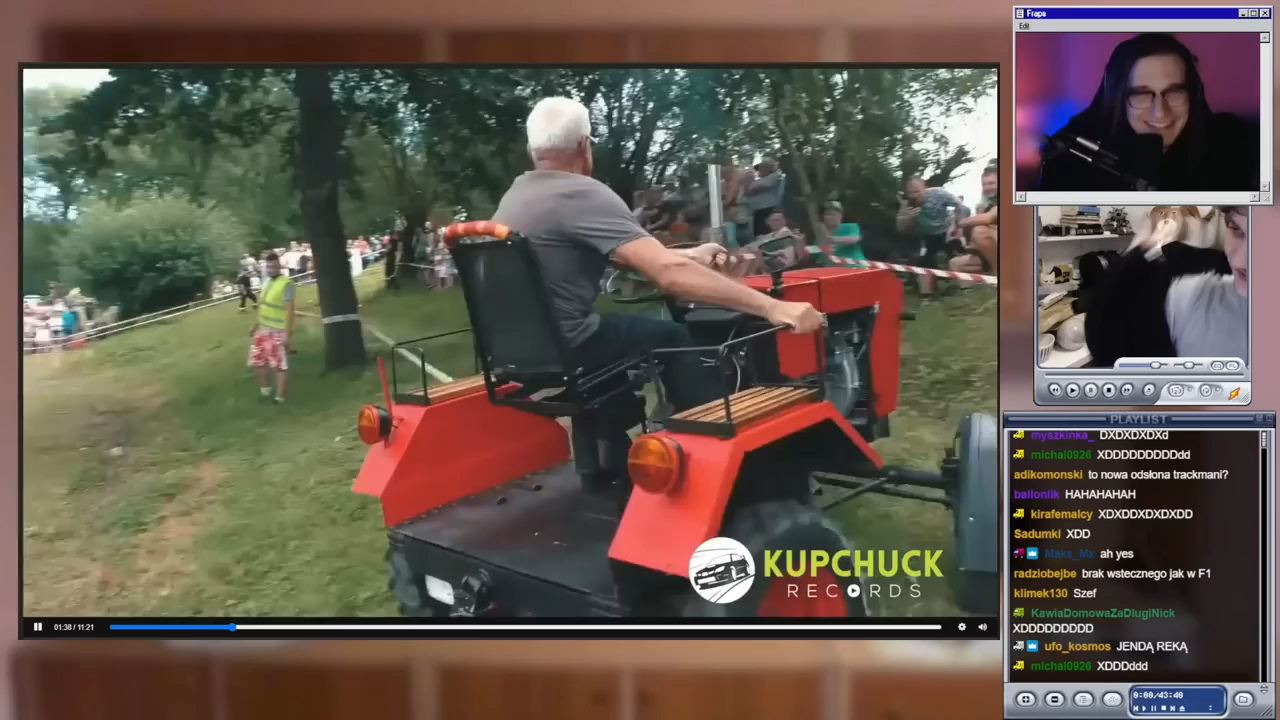 Fraps
Edit
KUPCHUCK
RECORDS
01:38 / 11:21
PLAYLIST
myszkinka_ DXDXDXDXd
michal0926 XDDDDDDDDDdd
adikomonski to nowa odsłona trackmani?
balloniik HAHAHAHAH
kirafemalcy XDXDDXDXDXDD
Sadumki XDD
Maks_Mx ah yes
radziobejbe brak wstecznego jak w F1
klimek130 Szef
KawiaDomowaZaDlugiNick
XDDDDDDDDD
ufo_kosmos JENDĄ REKĄ
michal0926 XDDDddd
0:00/43:40